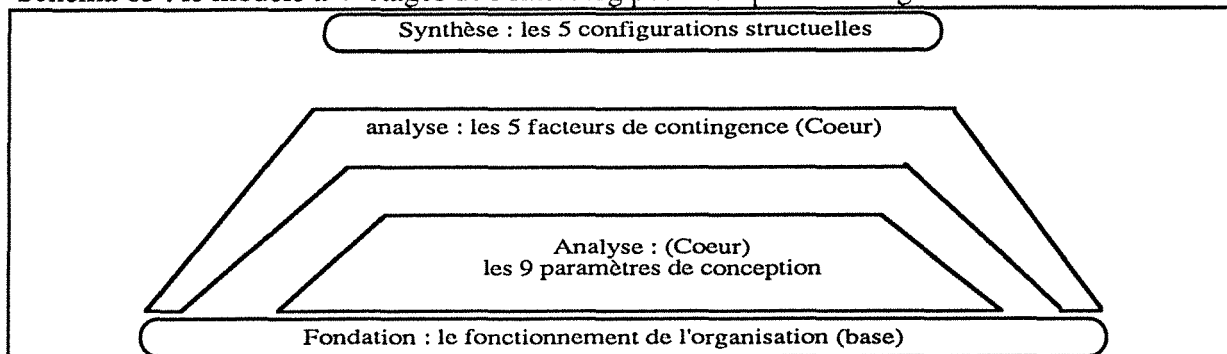 Synthèse : les 5 configurations structuelles
analyse : les 5 facteurs de contingence (Coeur)
Analyse : (Coeur)
les 9 paramètres de conception
Fondation : le fonctionnement de l'organisation (base)